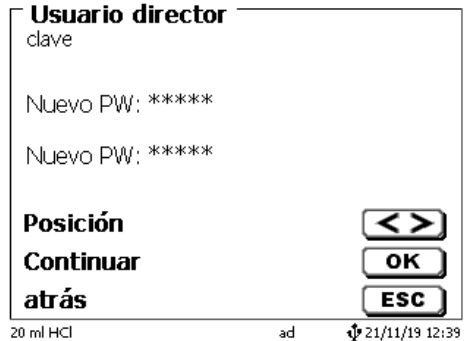 Usuario director
clave
Nuevo PW: *****
Nuevo PW: *****
Posición < >
Continuar OK
atrás ESC
20 ml HCl ad 21/11/19 12:39